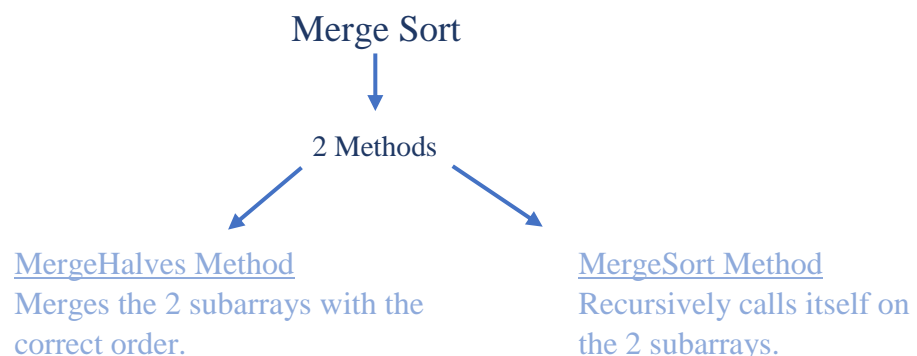 Merge Sort
2 Methods
MergeHalves Method
Merges the 2 subarrays with the
correct order.
MergeSort Method
Recursively calls itself on
the 2 subarrays.